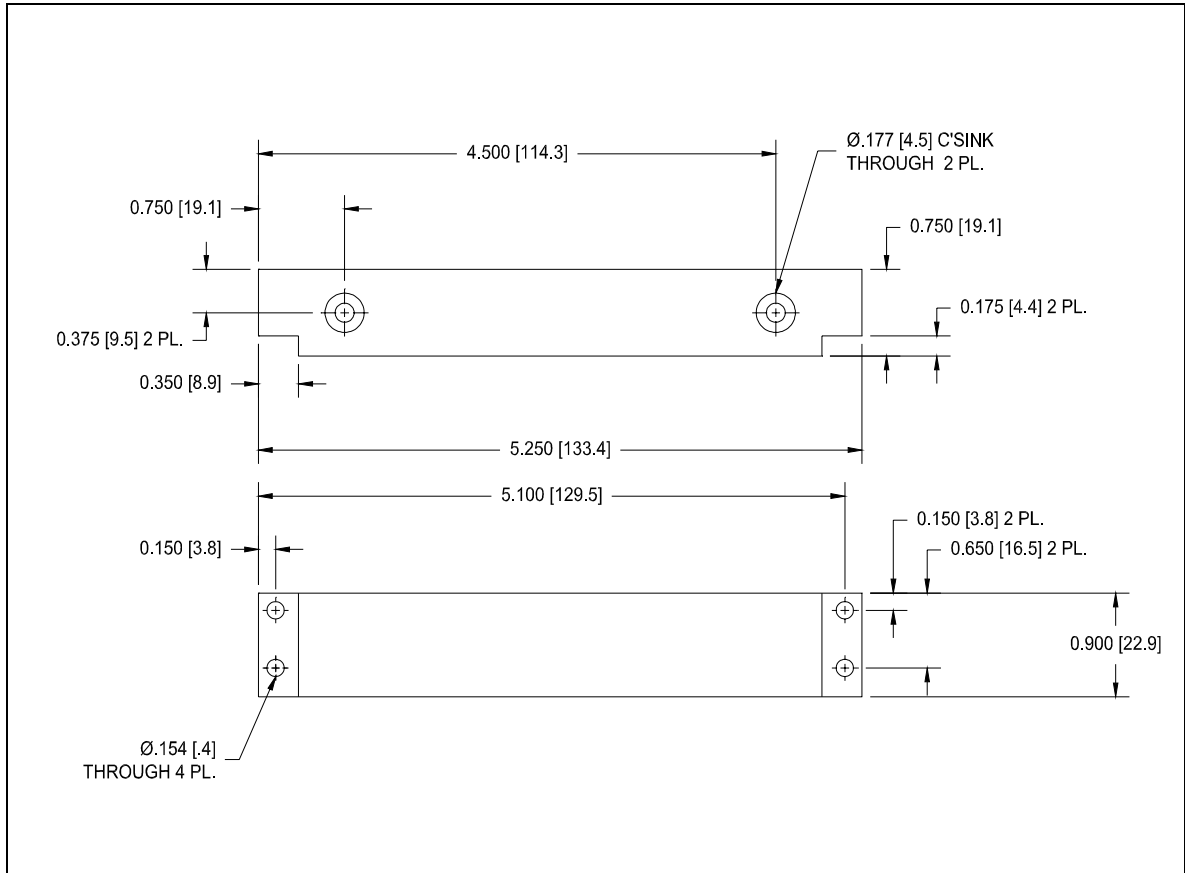 4.500 [114.3]
Ø.177 [4.5] C'SINK
THROUGH 2 PL.
0.750 [19.1]
0.750 [19.1]
0.175 [4.4] 2 PL.
0.375 [9.5] 2 PL.
0.350 [8.9]
5.250 [133.4]
5.100 [129.5]
0.150 [3.8] 2 PL.
0.150 [3.8]
0.650 [16.5] 2 PL.
0.900 [22.9]
Ø.154 [.4]
THROUGH 4 PL.